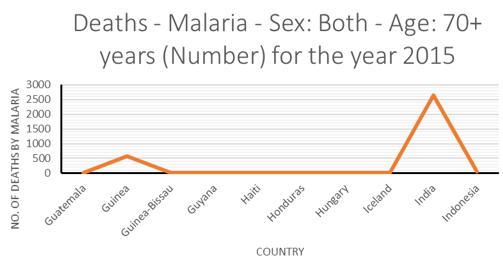 Deaths - Malaria - Sex: Both - Age: 70+
years (Number) for the year 2015
NO. OF DEATHS BY MALARIA
3000
2500
2000
1500
1000
500
0
Guatemala
Guinea
Guinea-Bissau
Guyana
Haiti
Honduras
Hungary
Iceland
India
Indonesia
COUNTRY